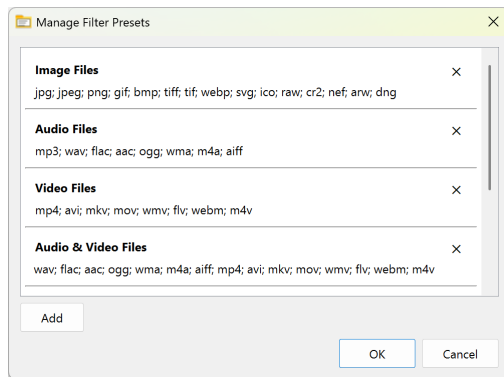 Manage Filter Presets
Image Files
jpg; jpeg; png; gif; bmp; tiff; tif; webp; svg; ico; raw; cr2; nef; arw; dng
Audio Files
mp3; wav; flac; aac; ogg; wma; m4a; aiff
Video Files
mp4; avi; mkv; mov; wmv; flv; webm; m4v
Audio & Video Files
wav; flac; aac; ogg; wma; m4a; aiff; mp4; avi; mkv; mov; wmv; flv; webm; m4v
Add
OK Cancel